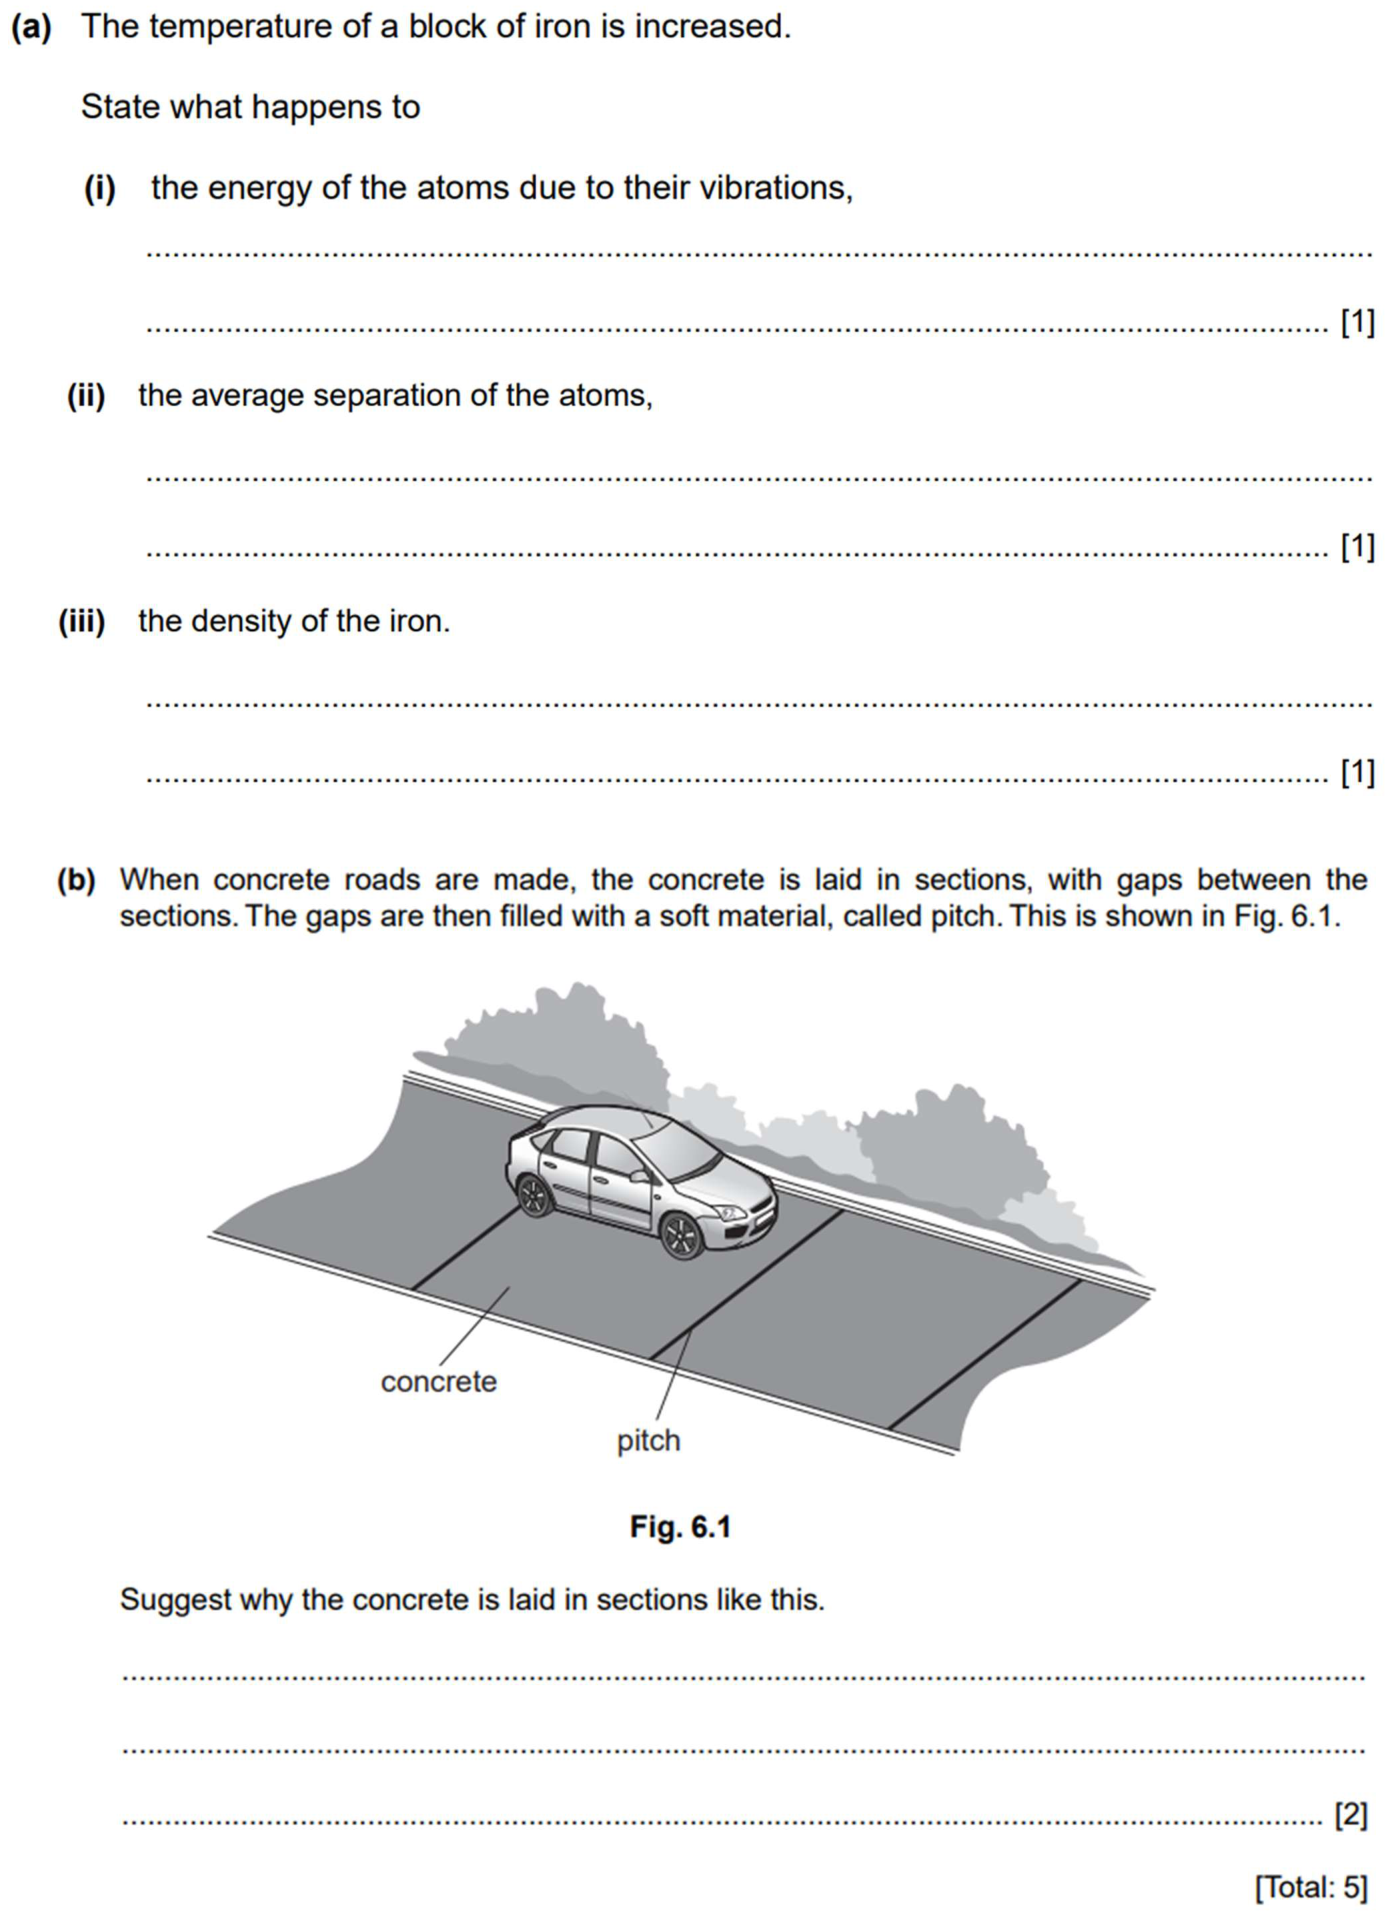 (a) The temperature of a block of iron is increased.
State what happens to
(i) the energy of the atoms due to their vibrations,
..........................................................................................................................................
..................................................................................................................................... [1]
(ii) the average separation of the atoms,
..........................................................................................................................................
..................................................................................................................................... [1]
(iii) the density of the iron.
..........................................................................................................................................
..................................................................................................................................... [1]
(b) When concrete roads are made, the concrete is laid in sections, with gaps between the
sections. The gaps are then filled with a soft material, called pitch. This is shown in Fig. 6.1.
concrete
pitch
Fig. 6.1
Suggest why the concrete is laid in sections like this.
..........................................................................................................................................
..........................................................................................................................................
..................................................................................................................................... [2]
[Total: 5]